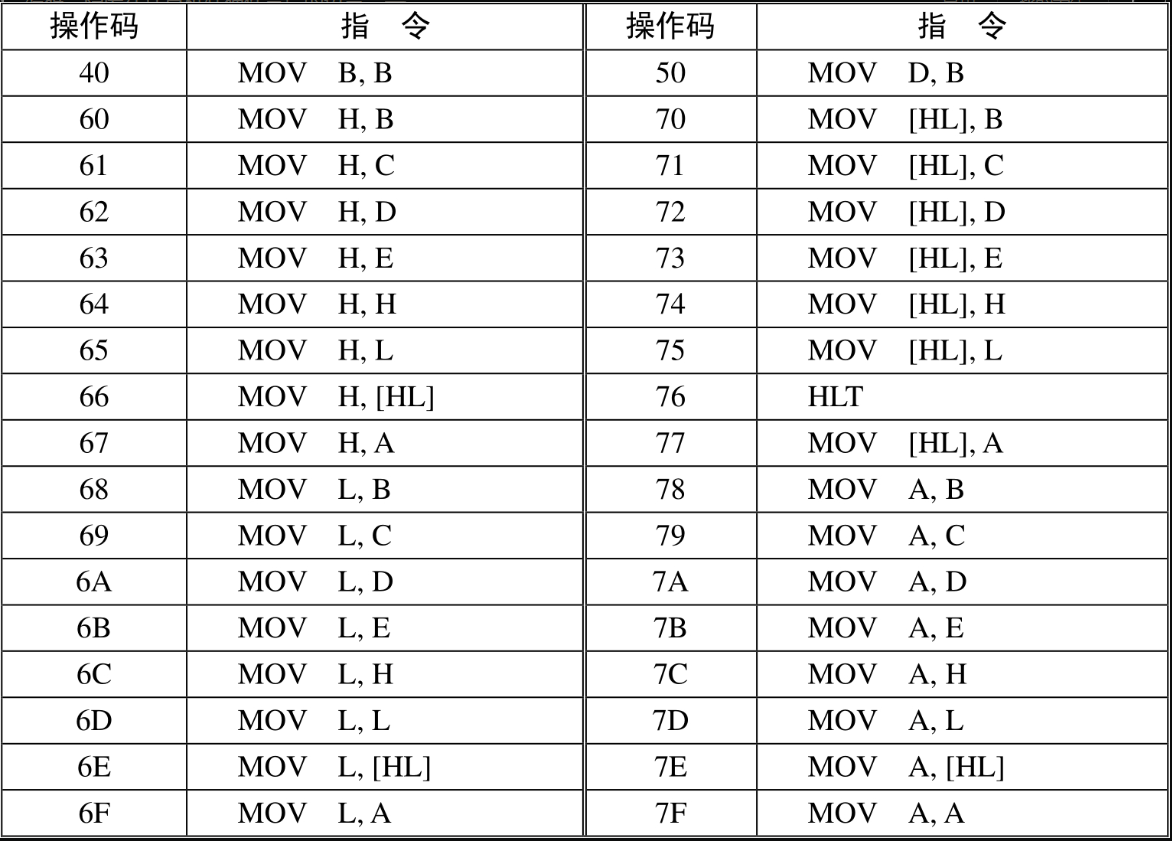 操作码 指 令 操作码 指 令
40 MOV B, B 50 MOV D, B
60 MOV H, B 70 MOV [HL], B
61 MOV H, C 71 MOV [HL], C
62 MOV H, D 72 MOV [HL], D
63 MOV H, E 73 MOV [HL], E
64 MOV H, H 74 MOV [HL], H
65 MOV H, L 75 MOV [HL], L
66 MOV H, [HL] 76 HLT
67 MOV H, A 77 MOV [HL], A
68 MOV L, B 78 MOV A, B
69 MOV L, C 79 MOV A, C
6A MOV L, D 7A MOV A, D
6B MOV L, E 7B MOV A, E
6C MOV L, H 7C MOV A, H
6D MOV L, L 7D MOV A, L
6E MOV L, [HL] 7E MOV A, [HL]
6F MOV L, A 7F MOV A, A